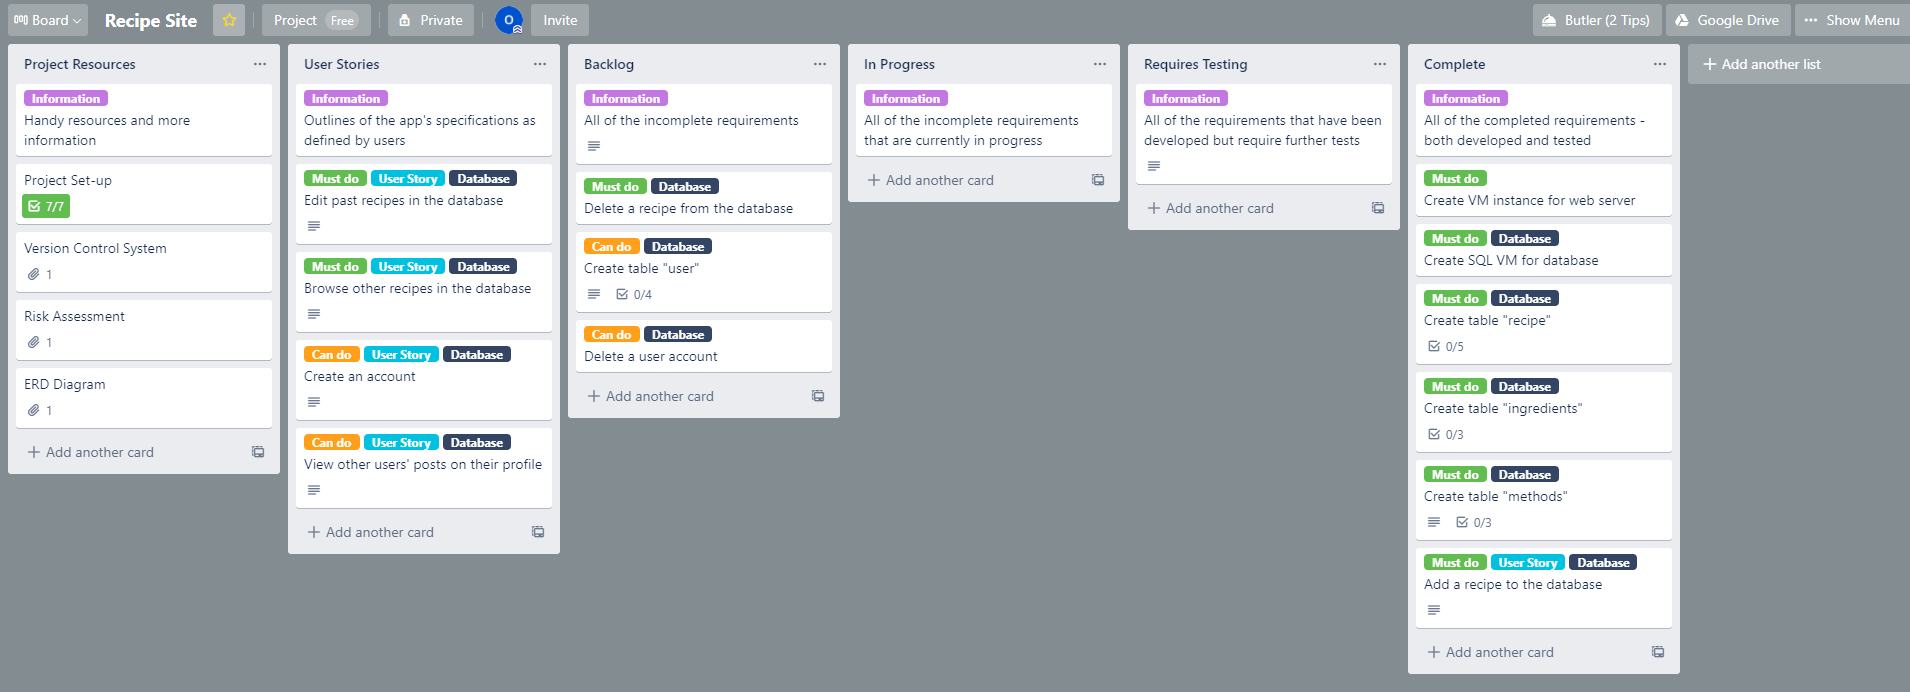 Board
Recipe Site
Project Free
Private
O
Invite
Butler (2 Tips)
Google Drive
Show Menu
Project Resources
Information
Handy resources and more
information
Project Set-up
7/7
Version Control System
1
Risk Assessment
1
ERD Diagram
1
+ Add another card
User Stories
Information
Outlines of the app's specifications as
defined by users
Must do User Story Database
Edit past recipes in the database
Must do User Story Database
Browse other recipes in the database
Can do User Story Database
Create an account
Can do User Story Database
View other users' posts on their profile
+ Add another card
Backlog
Information
All of the incomplete requirements
Must do Database
Delete a recipe from the database
Can do Database
Create table "user"
0/4
Can do Database
Delete a user account
+ Add another card
In Progress
Information
All of the incomplete requirements
that are currently in progress
+ Add another card
Requires Testing
Information
All of the requirements that have been
developed but require further tests
+ Add another card
Complete
Information
All of the completed requirements -
both developed and tested
Must do
Create VM instance for web server
Must do Database
Create SQL VM for database
Must do Database
Create table "recipe"
0/5
Must do Database
Create table "ingredients"
0/3
Must do Database
Create table "methods"
0/3
Must do User Story Database
Add a recipe to the database
+ Add another card
+ Add another list